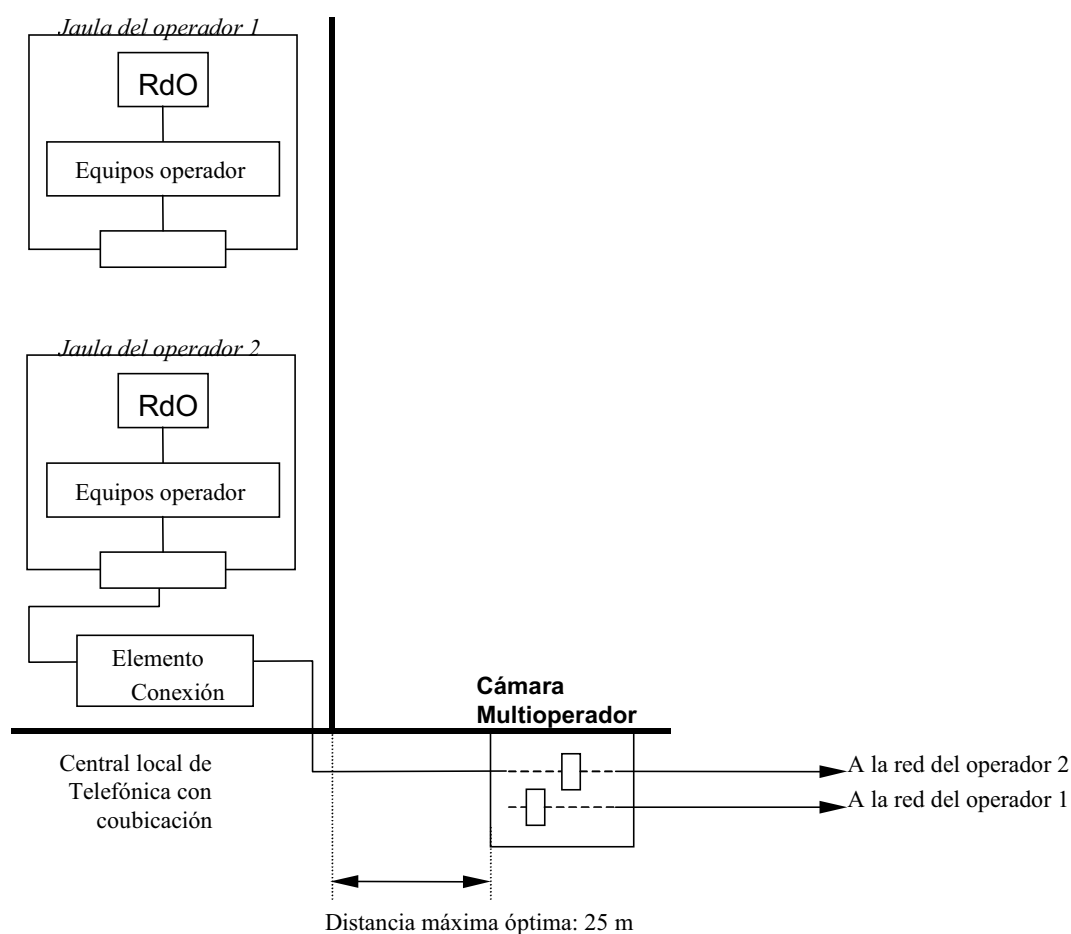 Jaula del operador 1
RdO
Equipos operador
Jaula del operador 2
RdO
Equipos operador
Elemento
Conexión
Cámara
Multioperador
Central local de
Telefónica con
coubicación
A la red del operador 2
A la red del operador 1
Distancia máxima óptima: 25 m